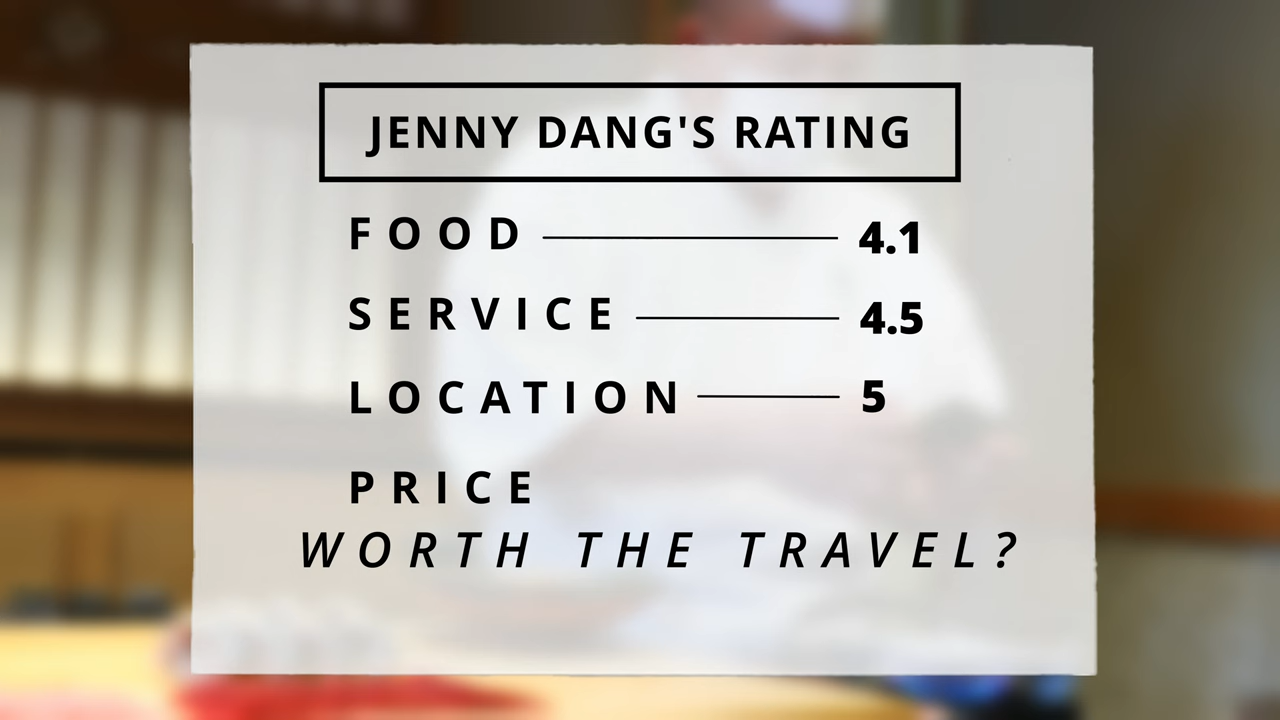 JENNY DANG'S RATING
FOOD 4.1
SERVICE 4.5
LOCATION 5
PRICE
WORTH THE TRAVEL?